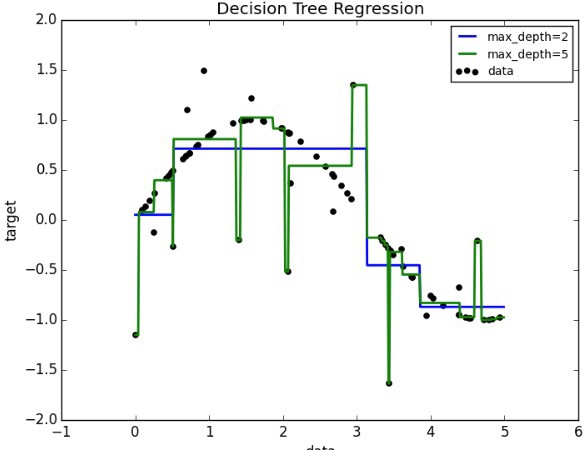 Decision Tree Regression
max_depth=2
max_depth=5
data
target
2.0
1.5
1.0
0.5
0.0
−0.5
−1.0
−1.5
−2.0
−1 0 1 2 3 4 5 6
data